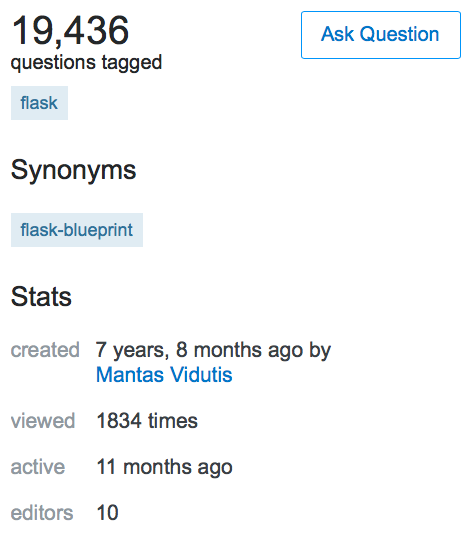 19,436
Ask Question
questions tagged
flask
Synonyms
flask-blueprint
Stats
created 7 years, 8 months ago by
Mantas Vidutis
viewed 1834 times
active 11 months ago
editors 10